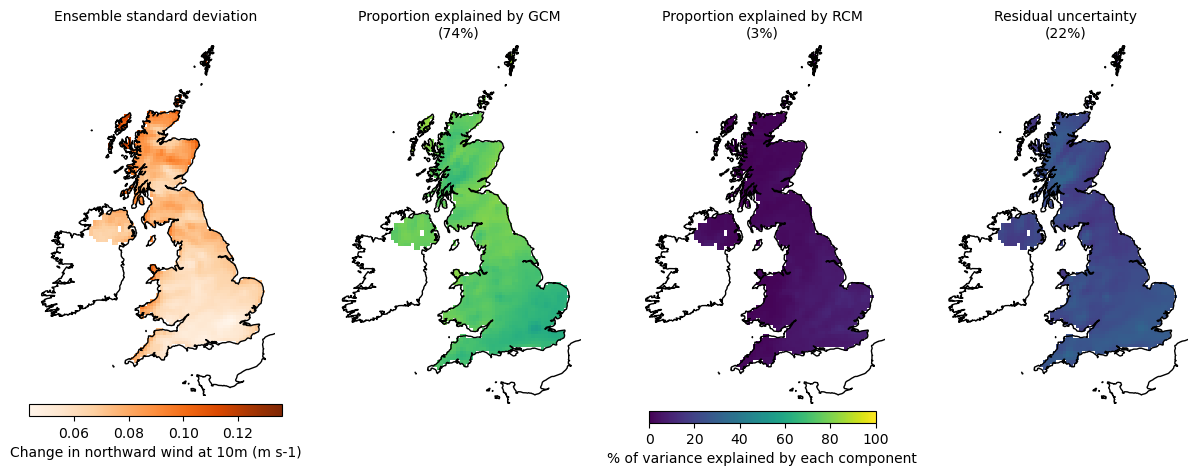 Ensemble standard deviation
Proportion explained by GCM
(74%)
Proportion explained by RCM
(3%)
Residual uncertainty
(22%)
0.06 0.08 0.10 0.12
Change in northward wind at 10m (m s-1)
0 20 40 60 80 100
% of variance explained by each component